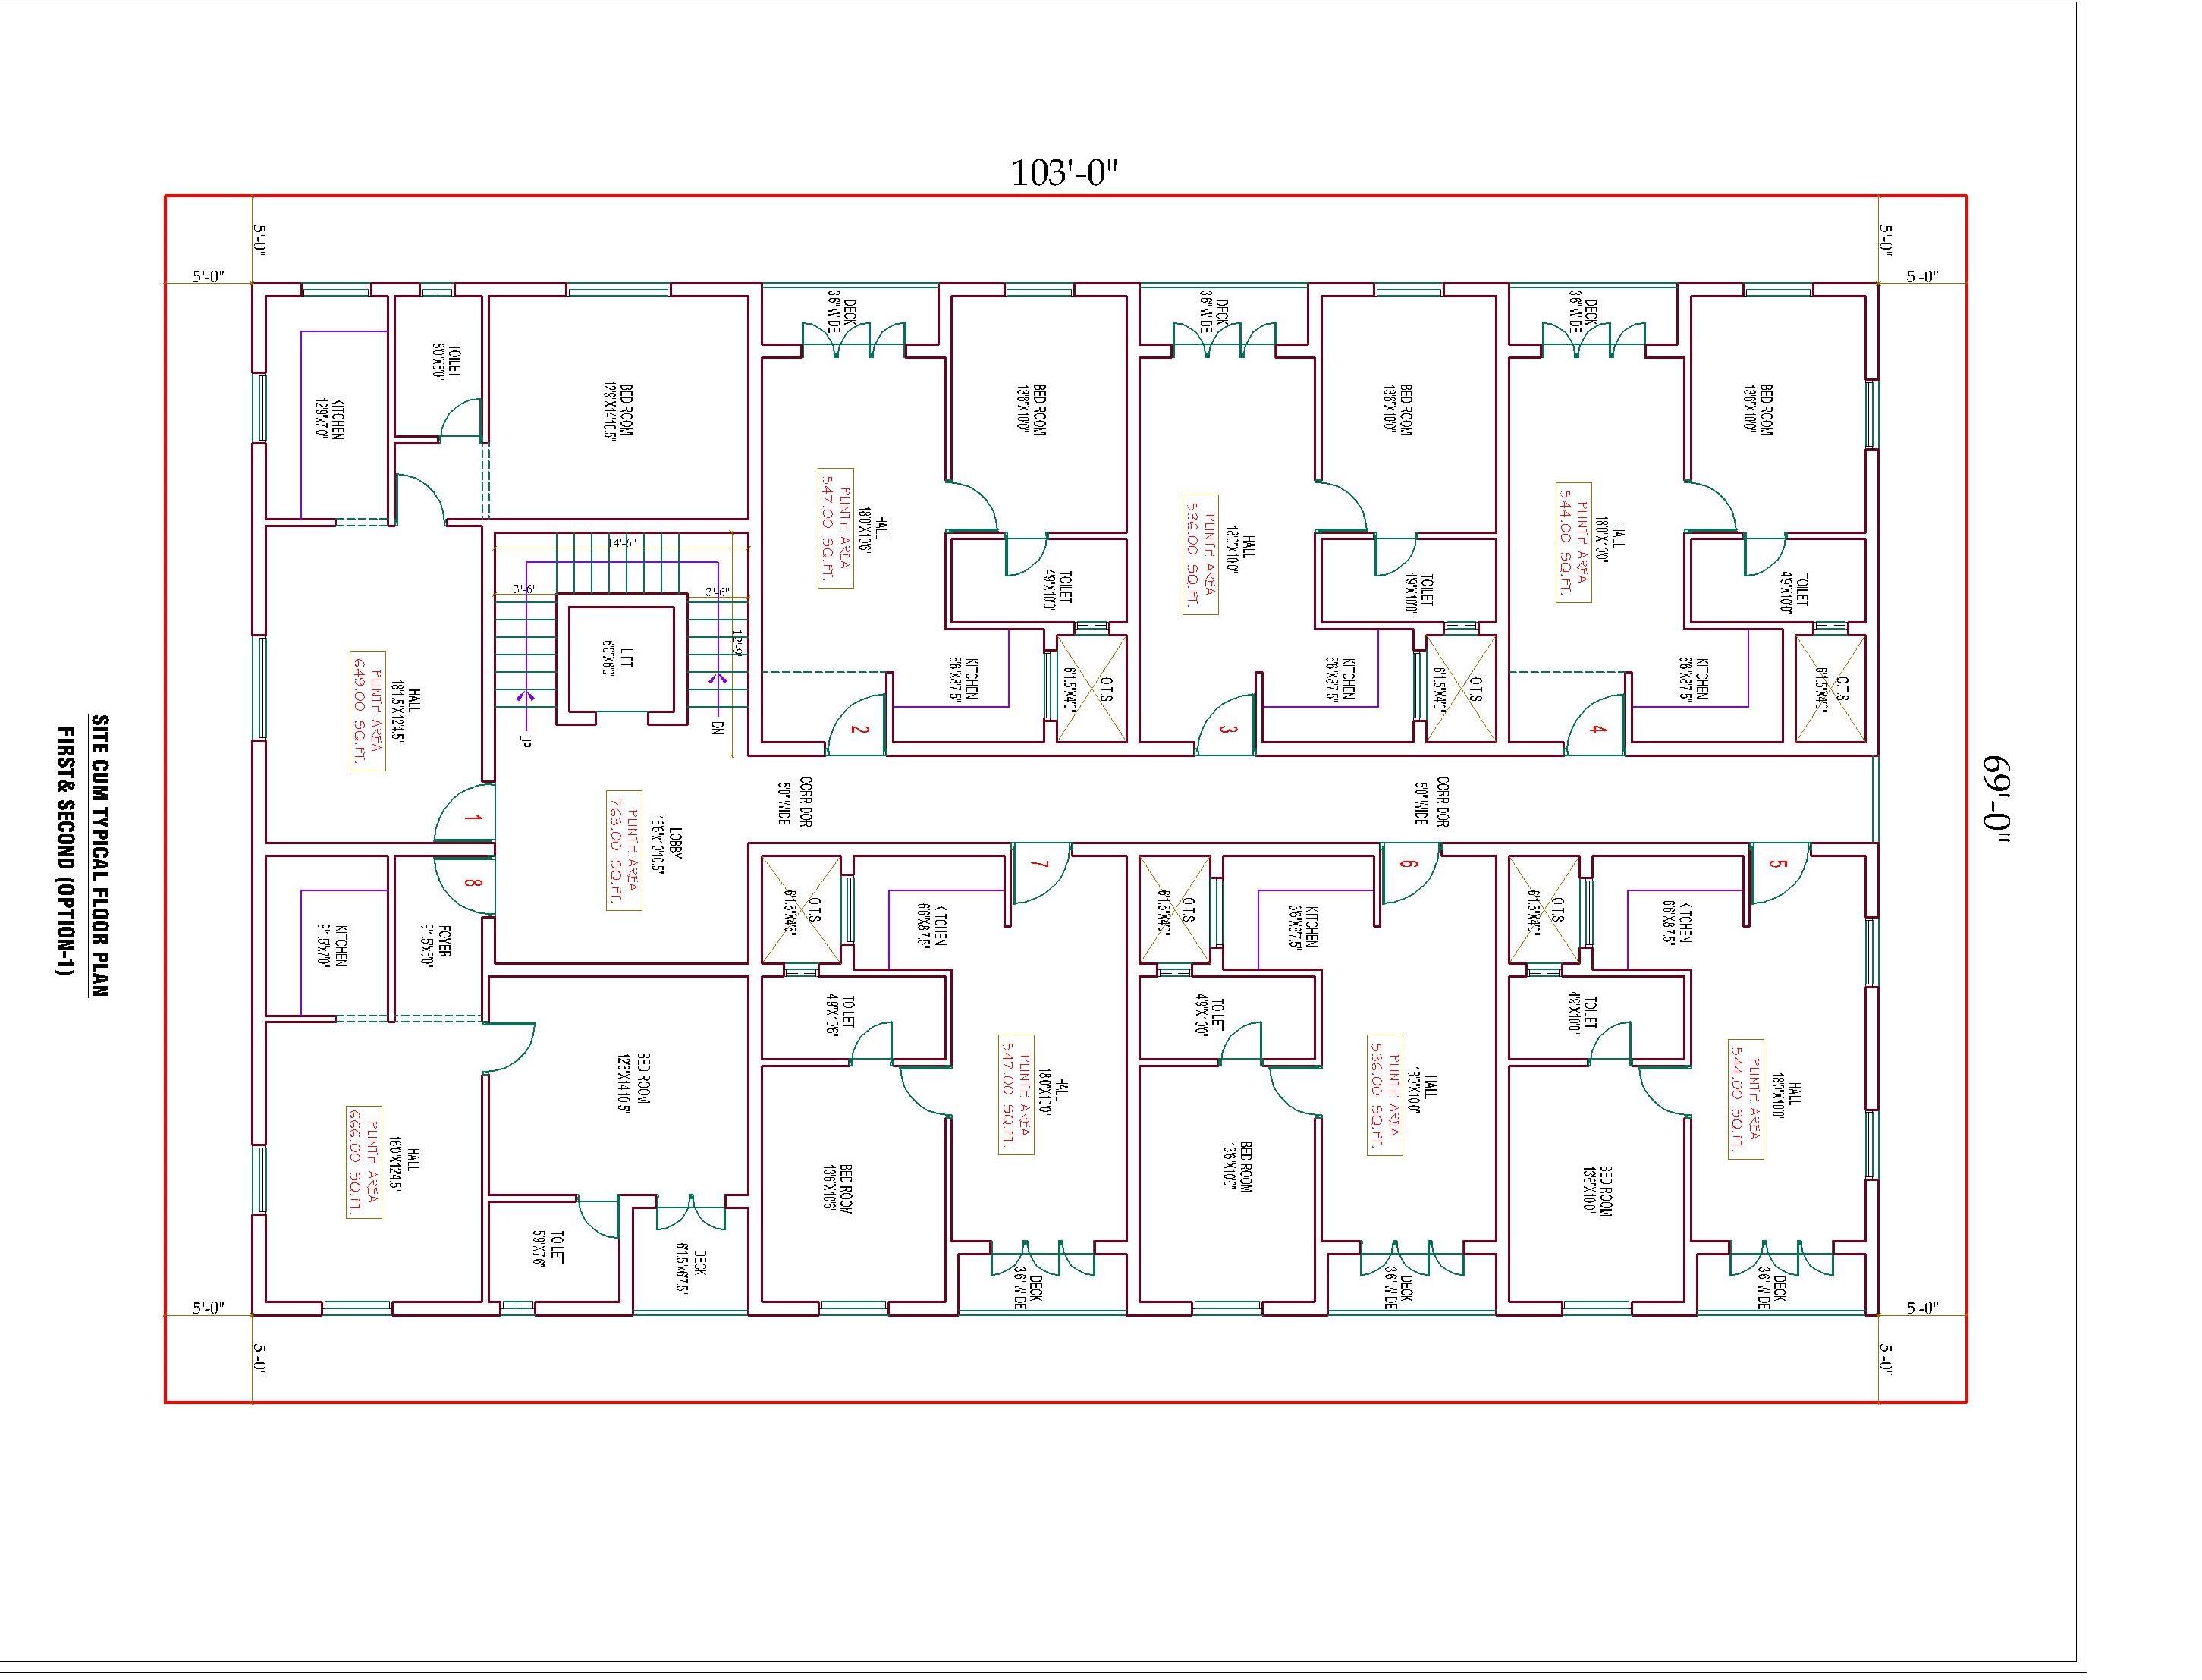 103'-0"
69'-0"
5'-0"
5'-0"
5'-0"
5'-0"
5'-0"
5'-0"
5'-0"
5'-0"
DECK
3'6" WIDE
DECK
3'6" WIDE
DECK
3'6" WIDE
KITCHEN
12'9"X7'0"
TOILET
8'0"X5'0"
BED ROOM
12'9"X14'10.5"
BED ROOM
13'6"X10'0"
BED ROOM
13'6"X10'0"
BED ROOM
13'6"X10'0"
HALL
18'0"X10'6"
PLINTH AREA
547.00 SQ.FT.
HALL
18'0"X10'0"
PLINTH AREA
536.00 SQ.FT.
HALL
18'0"X10'0"
PLINTH AREA
544.00 SQ.FT.
14'-6"
3'-6"
3'-6"
12'-9"
TOILET
4'9"X10'0"
TOILET
4'9"X10'0"
TOILET
4'9"X10'0"
LIFT
6'0"X6'0"
UP
DN
KITCHEN
6'6"X8'7.5"
O.T.S
6'1.5"X4'0"
KITCHEN
6'6"X8'7.5"
O.T.S
6'1.5"X4'0"
KITCHEN
6'6"X8'7.5"
O.T.S
6'1.5"X4'0"
HALL
18'1.5"X12'4.5"
PLINTH AREA
649.00 SQ.FT.
2
3
4
1
8
LOBBY
16'6"x10'10.5"
PLINTH AREA
763.00 SQ.FT.
CORRIDOR
5'0" WIDE
CORRIDOR
5'0" WIDE
7
6
5
KITCHEN
9'1.5"x7'0"
FOYER
9'1.5"x5'0"
O.T.S
6'1.5"X4'6"
KITCHEN
6'6"X8'7.5"
O.T.S
6'1.5"X4'0"
KITCHEN
6'6"X8'7.5"
O.T.S
6'1.5"X4'0"
KITCHEN
6'6"X8'7.5"
TOILET
4'9"X10'6"
TOILET
4'9"X10'0"
TOILET
4'9"X10'0"
BED ROOM
12'6"X14'10.5"
HALL
18'0"X10'0"
PLINTH AREA
547.00 SQ.FT.
HALL
18'0"X10'0"
PLINTH AREA
536.00 SQ.FT.
HALL
18'0"X10'0"
PLINTH AREA
544.00 SQ.FT.
HALL
16'0"X12'4.5"
PLINTH AREA
666.00 SQ.FT.
BED ROOM
13'6"X10'6"
BED ROOM
13'6"X10'0"
BED ROOM
13'6"X10'0"
TOILET
5'9"X7'6"
DECK
6'1.5"x6'7.5"
DECK
3'6" WIDE
DECK
3'6" WIDE
DECK
3'6" WIDE
SITE CUM TYPICAL FLOOR PLAN
FIRST& SECOND (OPTION-1)